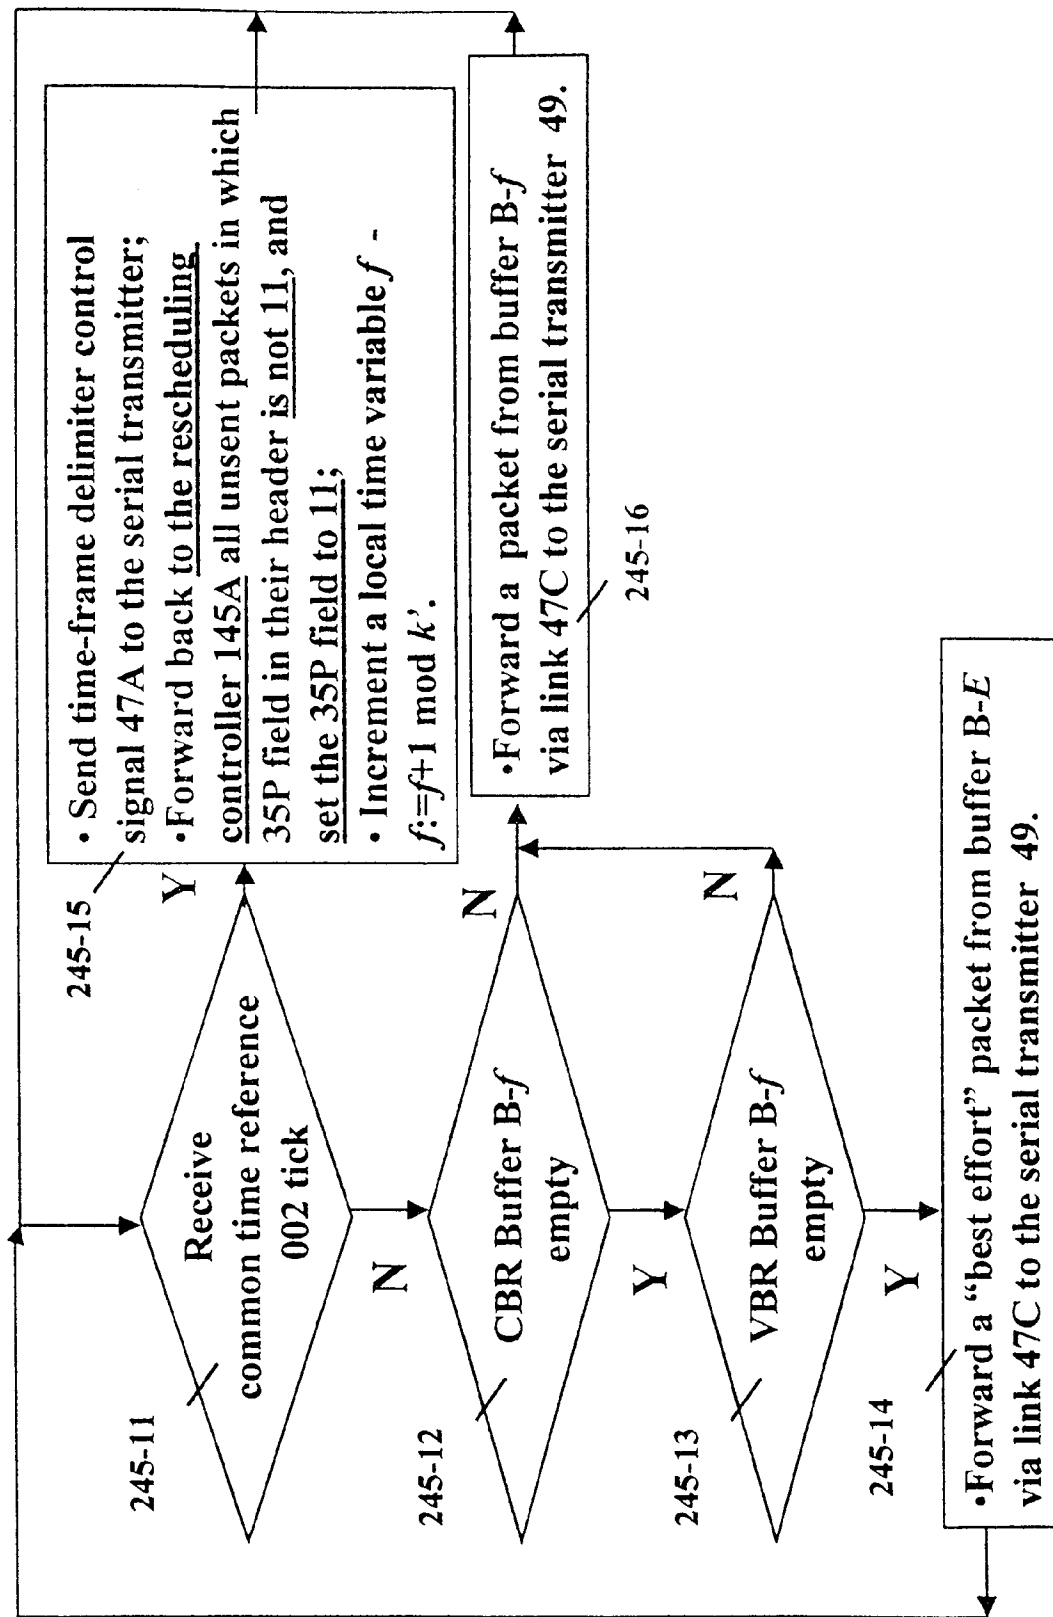 245-11
Receive
common time reference
002 tick
Y
N
245-15
• Send time-frame delimiter control
signal 47A to the serial transmitter;
•Forward back to the rescheduling
controller 145A all unsent packets in which
35P field in their header is not 11, and
set the 35P field to 11;
• Increment a local time variable f -
f:=f+1 mod k'.
245-12
CBR Buffer B-f
empty
N
Y
•Forward a packet from buffer B-f
via link 47C to the serial transmitter 49.
245-16
245-13
VBR Buffer B-f
empty
N
Y
245-14
•Forward a “best effort” packet from buffer B-E
via link 47C to the serial transmitter 49.